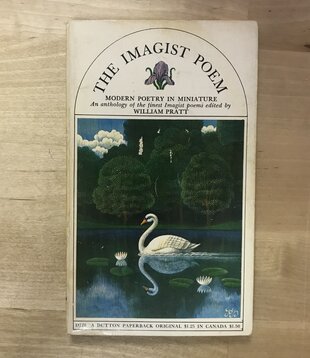 THE IMAGIST POEM
MODERN POETRY IN MINIATURE
An anthology of the finest Imagist poems edited by
WILLIAM PRATT
A DUTTON PAPERBACK ORIGINAL $1.25 IN CANADA $1.50